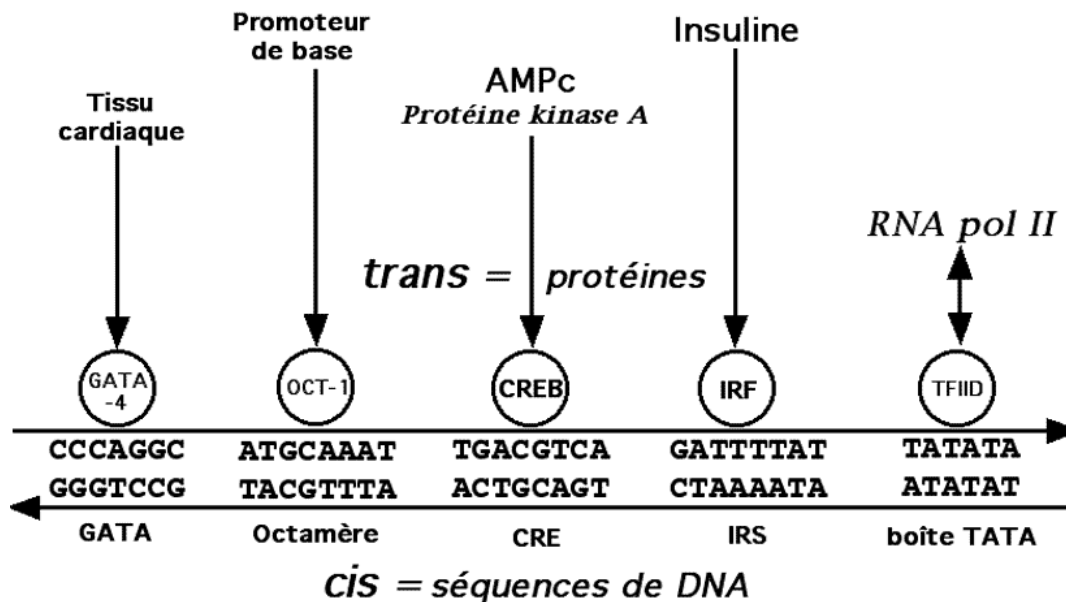 Promoteur
de base
Insuline
AMPc
Protéine kinase A
Tissu
cardiaque
RNA pol II
trans = protéines
GATA
-4
OCT-1
CREB
IRF
TFIID
CCCAGGC ATGCAAAT TGACGTCA GATTTTAT TATATA
GGGTCCG TACGTTTA ACTGCAGT CTAAAATA ATATAT
GATA Octamère CRE IRS boîte TATA
cis = séquences de DNA